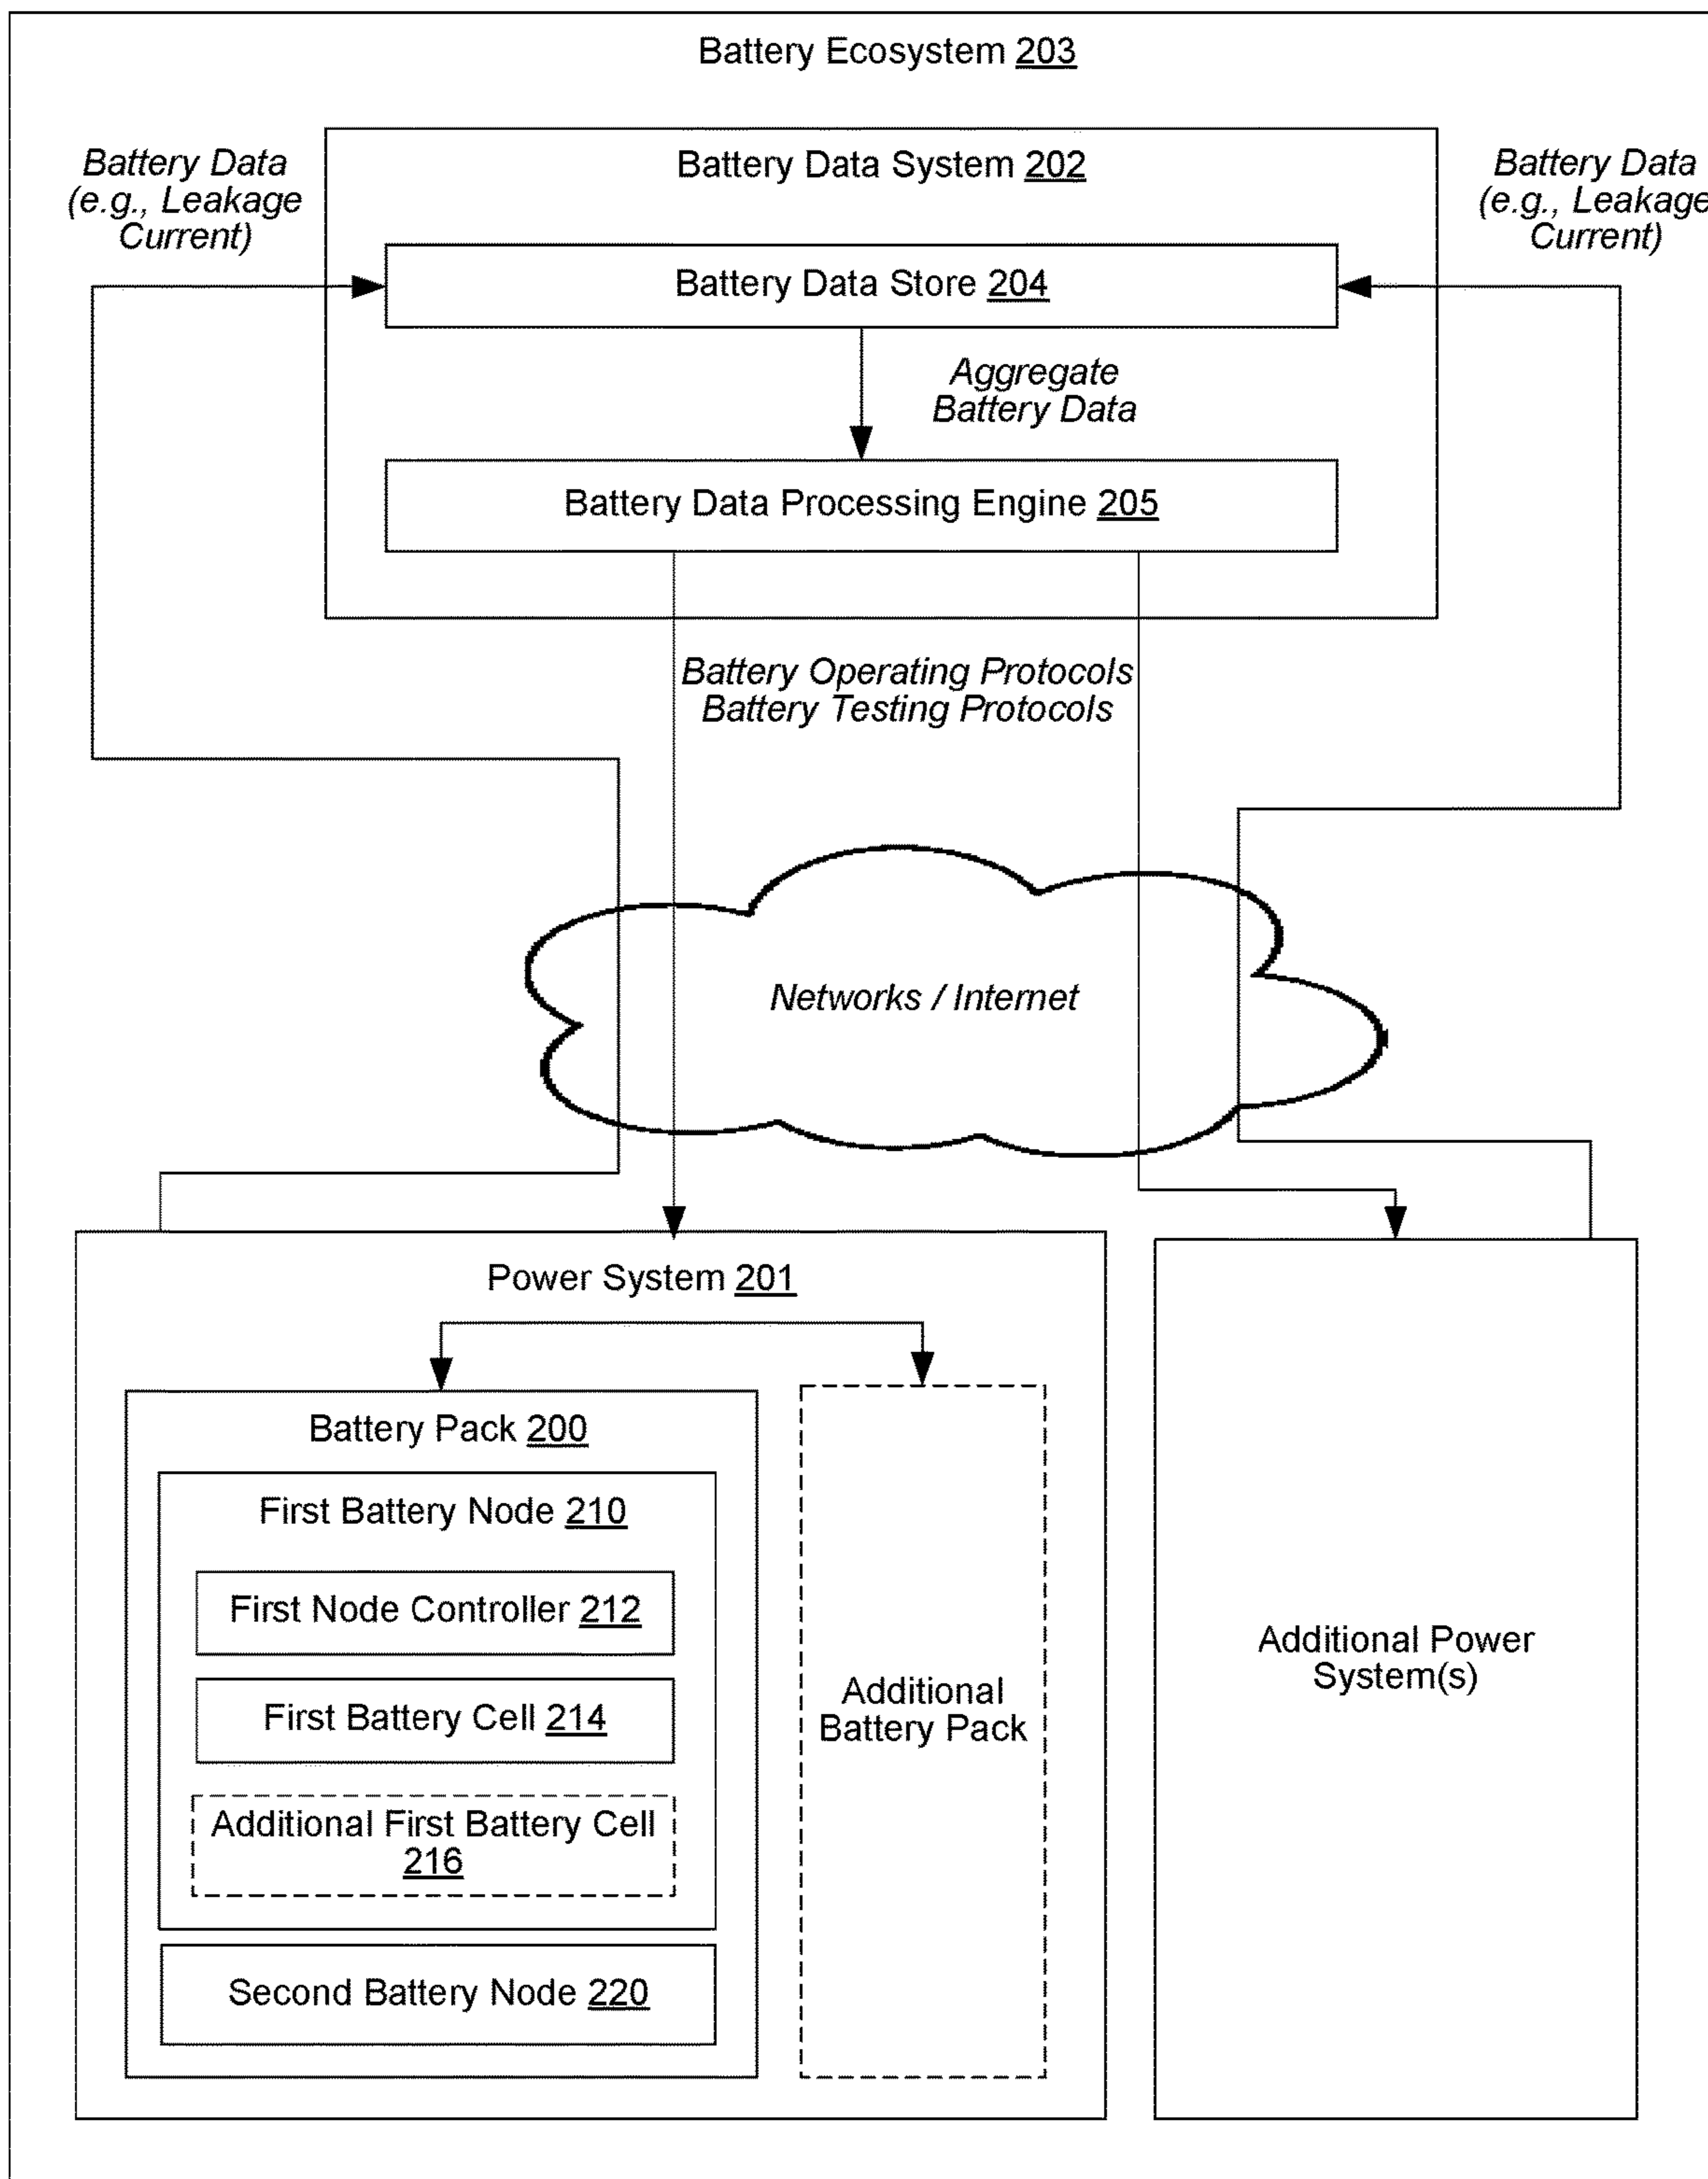 Battery Ecosystem 203
Battery Data
(e.g., Leakage
Current)
Battery Data System 202
Battery Data
(e.g., Leakage
Current)
Battery Data Store 204
Aggregate
Battery Data
Battery Data Processing Engine 205
Battery Operating Protocols
Battery Testing Protocols
Networks / Internet
Power System 201
Battery Pack 200
First Battery Node 210
First Node Controller 212
First Battery Cell 214
Additional First Battery Cell
216
Second Battery Node 220
Additional
Battery Pack
Additional Power
System(s)